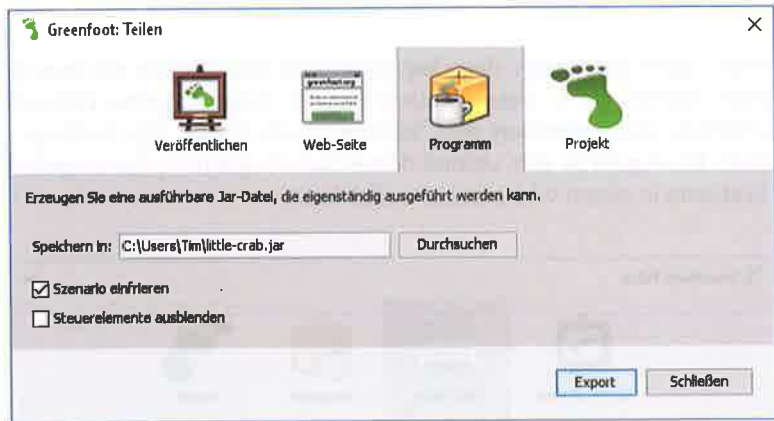 Greenfoot: Teilen
Veröffentlichen
Web-Seite
Programm
Projekt
Erzeugen Sie eine ausführbare Jar-Datei, die eigenständig ausgeführt werden kann.
Speichern in: C:\Users\Tim\little-crab.jar Durchsuchen
Szenario einfrieren
Steuerelemente ausblenden
Export Schließen